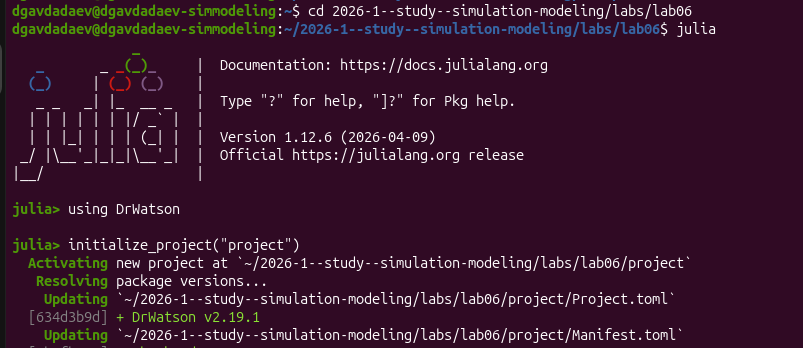 dgavdadaev@dgavdadaev-simmodeling:~$ cd 2026-1--study--simulation-modeling/labs/lab06
dgavdadaev@dgavdadaev-simmodeling:~/2026-1--study--simulation-modeling/labs/lab06$ julia
               _
   _       _ _(_)_     |  Documentation: https://docs.julialang.org
  (_)     | (_) (_)    |
   _ _   _| |_  __ _   |  Type "?" for help, "]?" for Pkg help.
  | | | | | | |/ _` |  |
  | | |_| | | | (_| |  |  Version 1.12.6 (2026-04-09)
 _/ |\__'_|_|_|\__'_|  |  Official https://julialang.org release
|__/                   |
julia> using DrWatson
julia> initialize_project("project")
  Activating new project at `~/2026-1--study--simulation-modeling/labs/lab06/project`
   Resolving package versions...
    Updating `~/2026-1--study--simulation-modeling/labs/lab06/project/Project.toml`
  [634d3b9d] + DrWatson v2.19.1
    Updating `~/2026-1--study--simulation-modeling/labs/lab06/project/Manifest.toml`